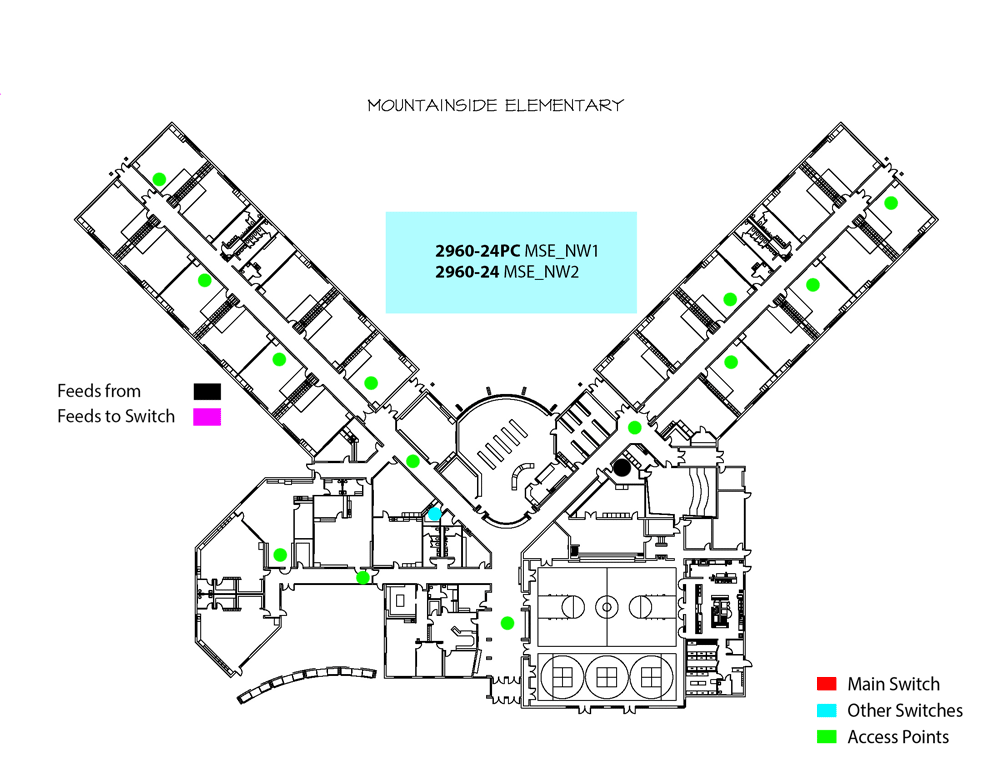 MOUNTAINSIDE ELEMENTARY
2960-24PC MSE_NW1
2960-24 MSE_NW2
Feeds from
Feeds to Switch
Main Switch
Other Switches
Access Points